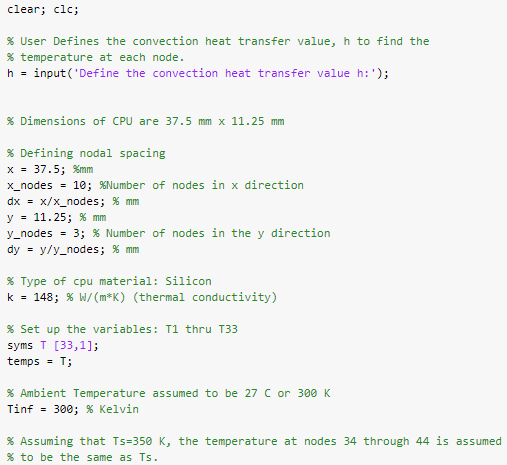 clear; clc;
% User Defines the convection heat transfer value, h to find the
% temperature at each node.
h = input('Define the convection heat transfer value h:');
% Dimensions of CPU are 37.5 mm x 11.25 mm
% Defining nodal spacing
x = 37.5; %mm
x_nodes = 10; %Number of nodes in x direction
dx = x/x_nodes; % mm
y = 11.25; % mm
y_nodes = 3; % Number of nodes in the y direction
dy = y/y_nodes; % mm
% Type of cpu material: Silicon
k = 148; % W/(m*K) (thermal conductivity)
% Set up the variables: T1 thru T33
syms T [33,1];
temps = T;
% Ambient Temperature assumed to be 27 C or 300 K
Tinf = 300; % Kelvin
% Assuming that Ts=350 K, the temperature at nodes 34 through 44 is assumed
% to be the same as Ts.